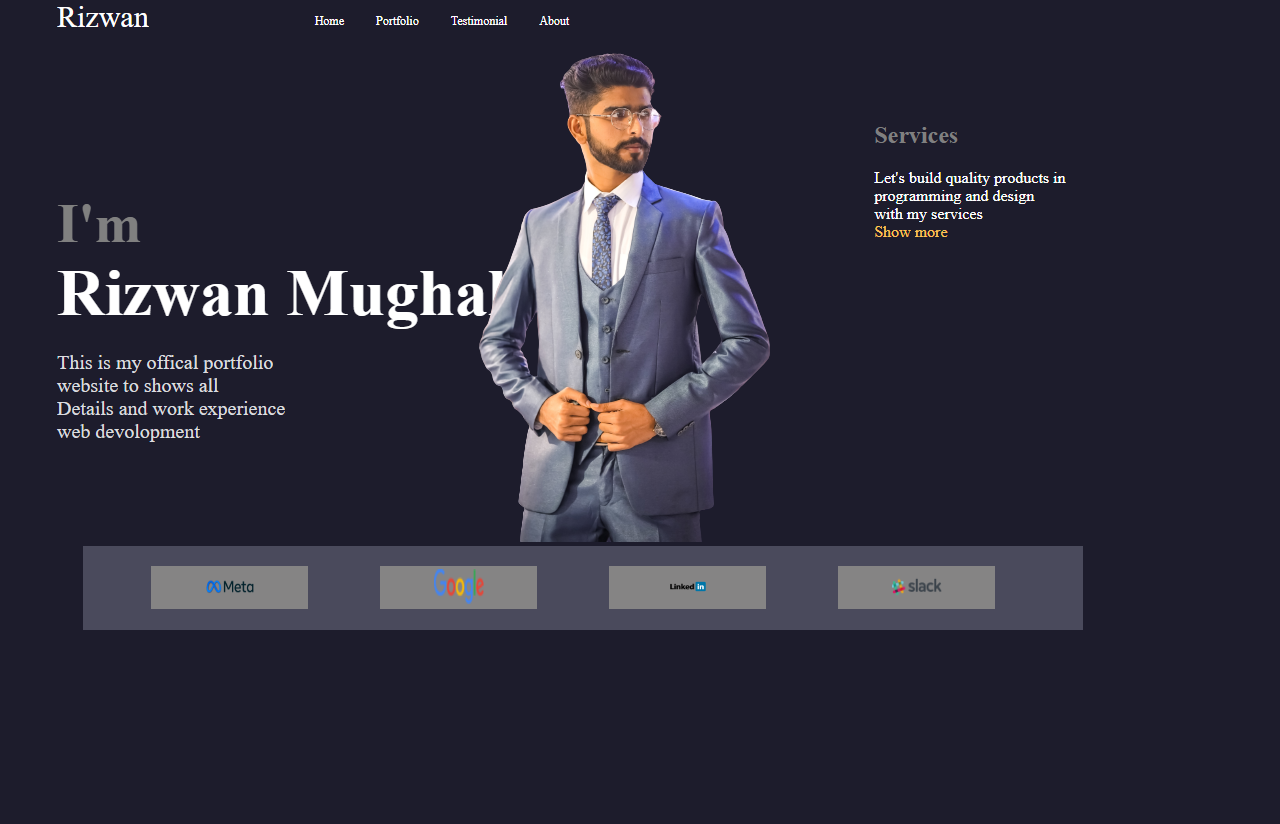 Rizwan
Home Portfolio Testimonial About
I'm
Rizwan Mughal
This is my offical portfolio
website to shows all
Details and work experience
web devolopment
Services
Let's build quality products in
programming and design
with my services
Show more
Meta Google Linked in slack